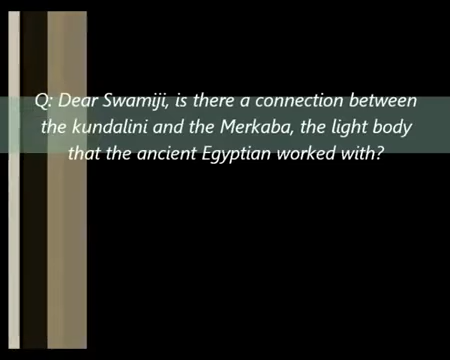 Q: Dear Swamiji, is there a connection between
the kundalini and the Merkaba, the light body
that the ancient Egyptian worked with?